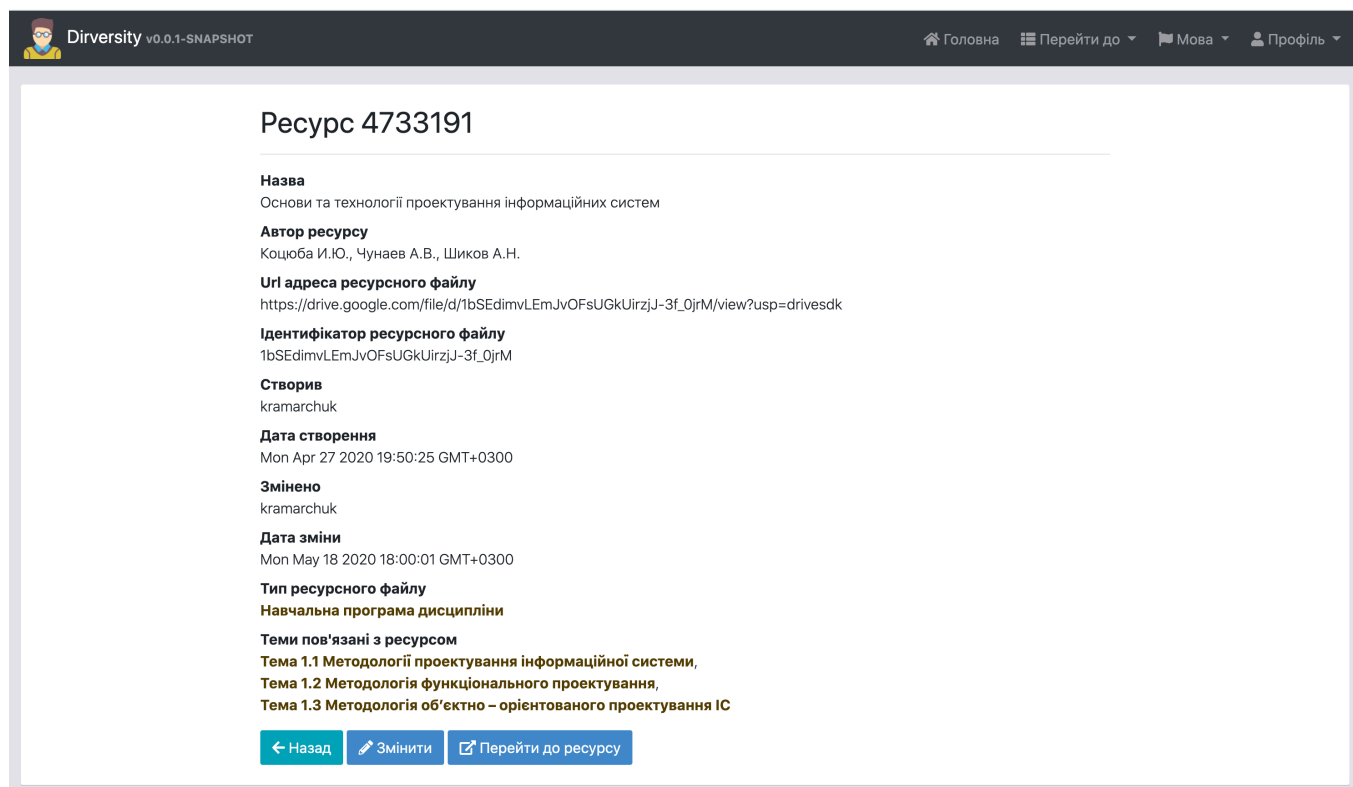 Dirversity v0.0.1-SNAPSHOT
Головна
Перейти до
Мова
Профіль
Ресурс 4733191
Назва
Основи та технології проектування інформаційних систем
Автор ресурсу
Коцюба И.Ю., Чунаев А.В., Шиков А.Н.
Url адреса ресурсного файлу
https://drive.google.com/file/d/1bSEdimvLEmJvOFsUGkUirzjJ-3f_0jrM/view?usp=drivesdk
Ідентифікатор ресурсного файлу
1bSEdimvLEmJvOFsUGkUirzjJ-3f_0jrM
Створив
kramarchuk
Дата створення
Mon Apr 27 2020 19:50:25 GMT+0300
Змінено
kramarchuk
Дата зміни
Mon May 18 2020 18:00:01 GMT+0300
Тип ресурсного файлу
Навчальна програма дисципліни
Теми пов'язані з ресурсом
Тема 1.1 Методології проектування інформаційної системи,
Тема 1.2 Методологія функціонального проектування,
Тема 1.3 Методологія об’єктно – орієнтованого проектування ІС
Назад
Змінити
Перейти до ресурсу